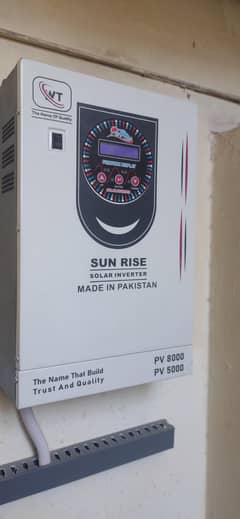 VT
The Name Of Quality
SUN RISE
SOLAR INVERTER
MADE IN PAKISTAN
PV 8000
The Name That Build
PV 5000
Trust And Quality